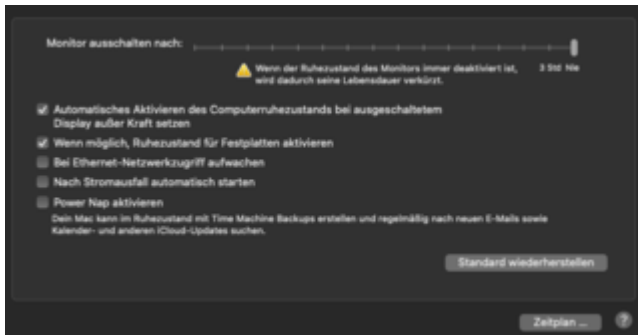 Monitor ausschalten nach:
Wenn der Ruhezustand des Monitors immer deaktiviert ist,
wird dadurch seine Lebensdauer verkürzt.
3 Std Nie
Automatisches Aktivieren des Computerruhezustands bei ausgeschaltetem
Display außer Kraft setzen
Wenn möglich, Ruhezustand für Festplatten aktivieren
Bei Ethernet-Netzwerkzugriff aufwachen
Nach Stromausfall automatisch starten
Power Nap aktivieren
Dein Mac kann im Ruhezustand mit Time Machine Backups erstellen und regelmäßig nach neuen E-Mails sowie
Kalender- und anderen iCloud-Updates suchen.
Standard wiederherstellen
Zeitplan ... ?